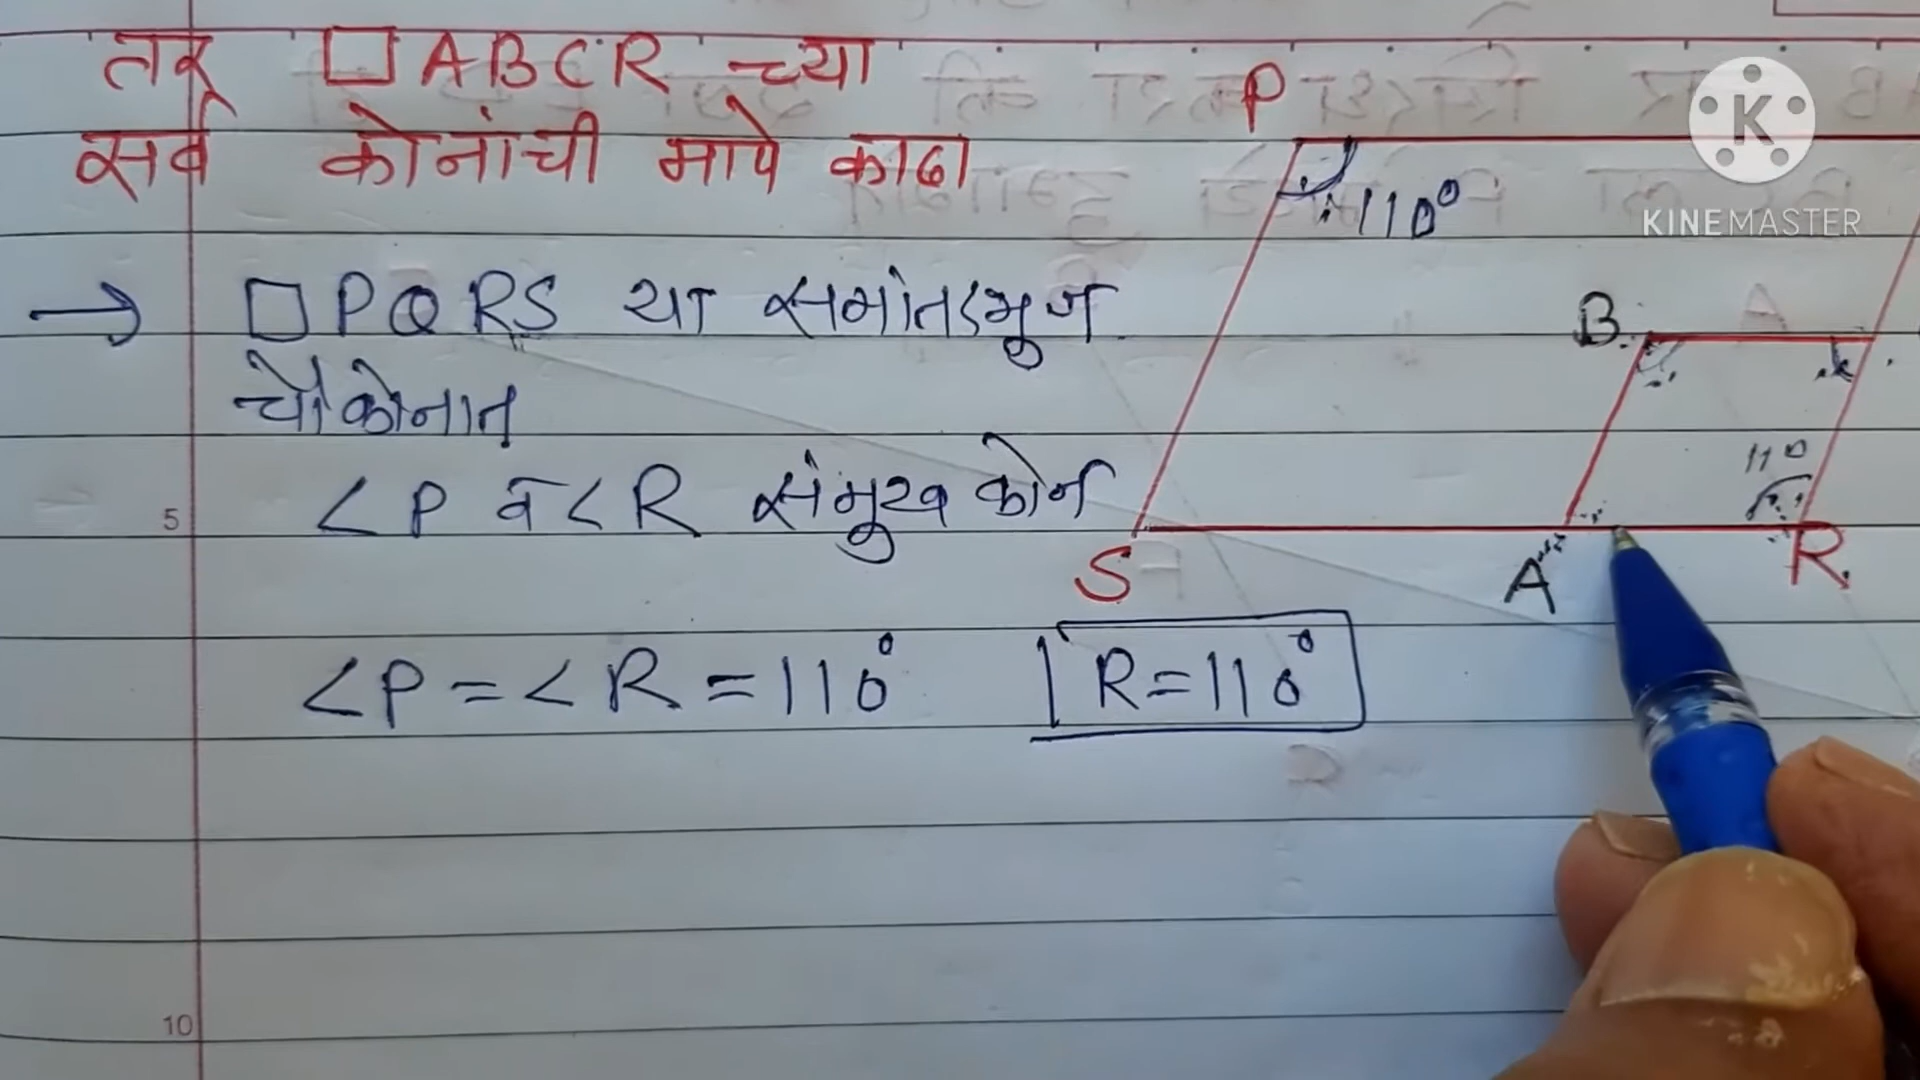 तर □ABCR च्या
सर्व कोनांची मापे काढा
→ □PQRS या समांतरभूज
चौकोनात
<P व <R संमुख कोन
<P = <R = 110°
R = 110°
P
110°
B
110
S
A
R
5
10
K
KINEMASTER